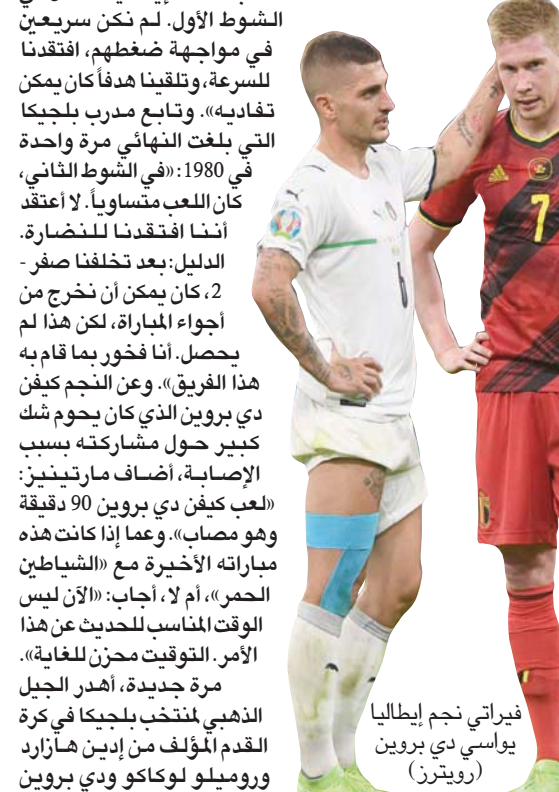 الشوط الأول. لم نكن سريعين
في مواجهة ضغطهم، افتقدنا
للسرعة، وتلقينا هدفاً كان يمكن
تفاديه». وتابع مدرب بلجيكا
التي بلغت النهائي مرة واحدة
في 1980: «في الشوط الثاني،
كان اللعب متساوياً. لا أعتقد
أننا افتقدنا للنضارة.
الدليل: بعد تخلفنا صفر -
2، كان يمكن أن نخرج من
أجواء المباراة، لكن هذا لم
يحصل. أنا فخور بما قام به
هذا الفريق». وعن النجم كيفن
دي بروين الذي كان يحوم شك
كبير حول مشاركته بسبب
الإصابة، أضاف مارتينيز:
«لعب كيفن دي بروين 90 دقيقة
وهو مصاب». وعما إذا كانت هذه
مباراته الأخيرة مع «الشياطين
الحمر»، أم لا، أجاب: «الآن ليس
الوقت المناسب للحديث عن هذا
الأمر. التوقيت محزن للغاية».
مرة جديدة، أهدر الجيل
الذهبي لمنتخب بلجيكا في كرة
القدم المؤلف من إدين هازارد
وروميلو لوكاكو ودي بروين
7
فيراتي نجم إيطاليا
يواسي دي بروين
(رويترز)